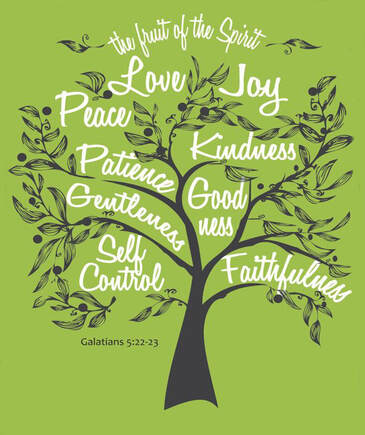 the fruit of the Spirit
Love Joy
Peace
Kindness
Patience
Gentleness
Good
ness
Self
Control
Faithfulness
Galatians 5:22-23